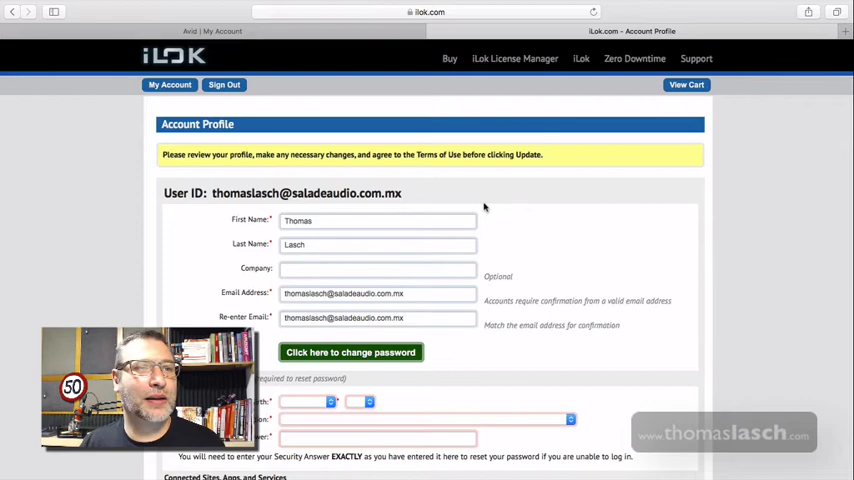 ilok.com
Avid | My Account
iLok.com - Account Profile
iLOK
Buy
iLok License Manager
iLok
Zero Downtime
Support
My Account
Sign Out
View Cart
Account Profile
Please review your profile, make any necessary changes, and agree to the Terms of Use before clicking Update.
User ID: thomaslasch@saladeaudio.com.mx
First Name:* Thomas
Last Name:* Lasch
Company:
Optional
Email Address:* thomaslasch@saladeaudio.com.mx
Accounts require confirmation from a valid email address
Re-enter Email:* thomaslasch@saladeaudio.com.mx
Match the email address for confirmation
Click here to change password
required to reset password)
50
www.thomaslasch.com
You will need to enter your Security Answer EXACTLY as you have entered it here to reset your password if you are unable to log in.
Connected Sites, Apps, and Services